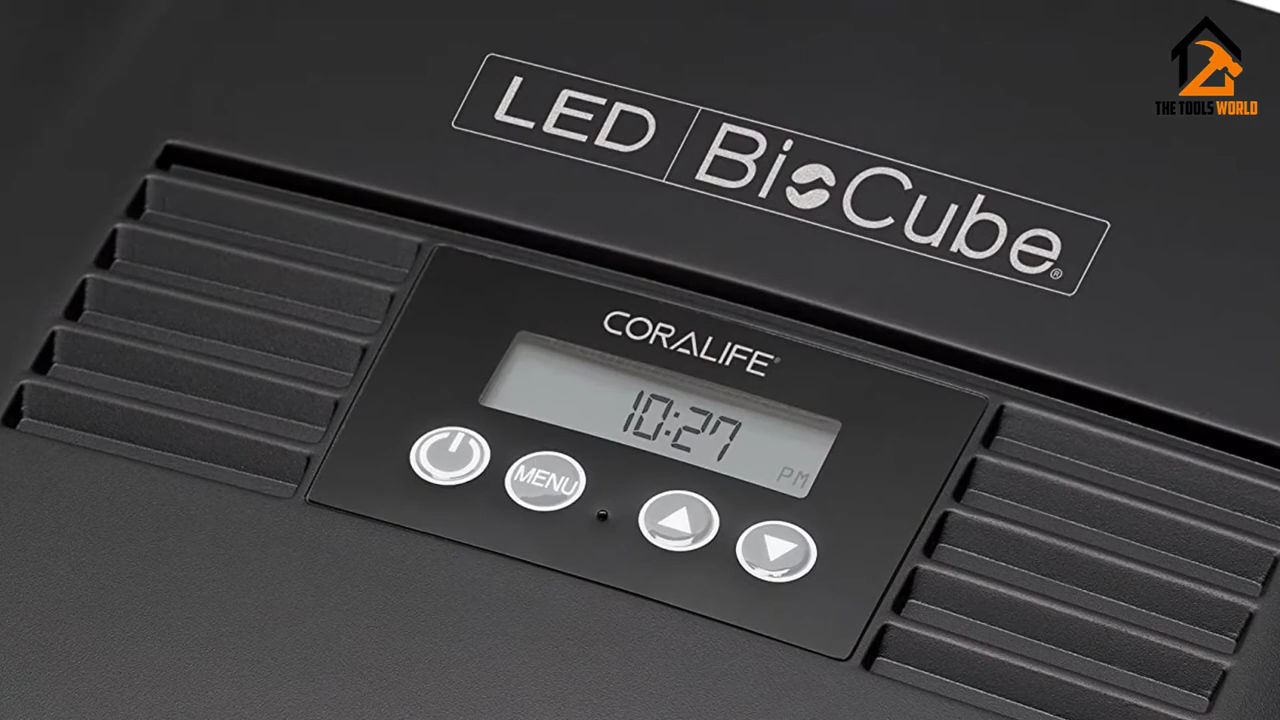 THE TOOLS WORLD
LED | BioCube®
CORALIFE®
10:27
PM
MENU